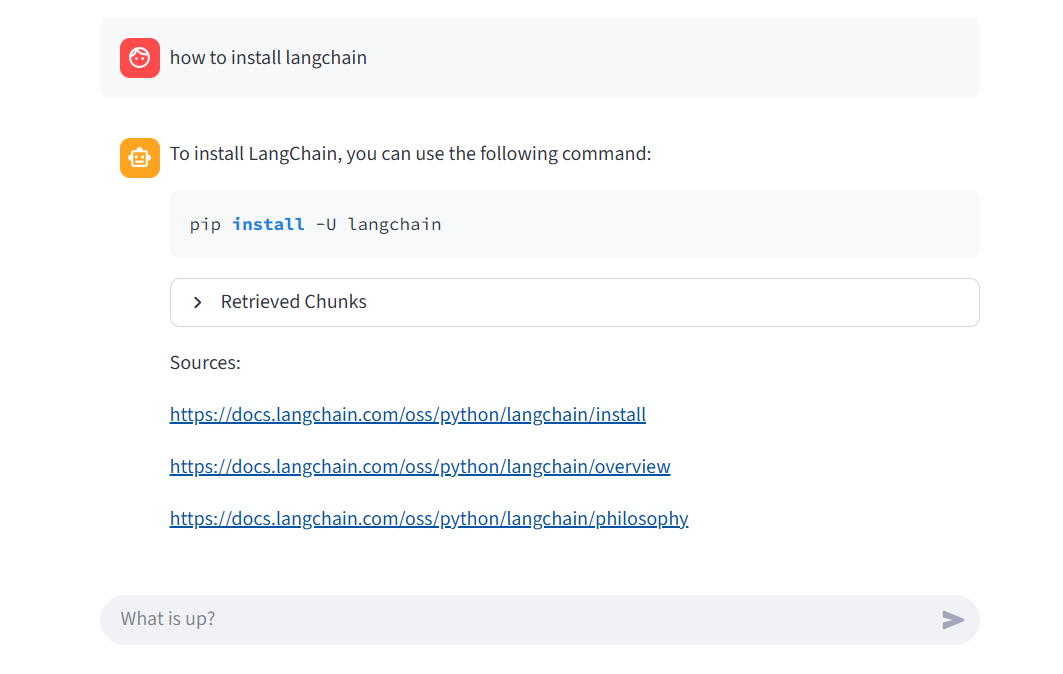 how to install langchain
To install LangChain, you can use the following command:
pip install -U langchain
Retrieved Chunks
Sources:
https://docs.langchain.com/oss/python/langchain/install
https://docs.langchain.com/oss/python/langchain/overview
https://docs.langchain.com/oss/python/langchain/philosophy
What is up?